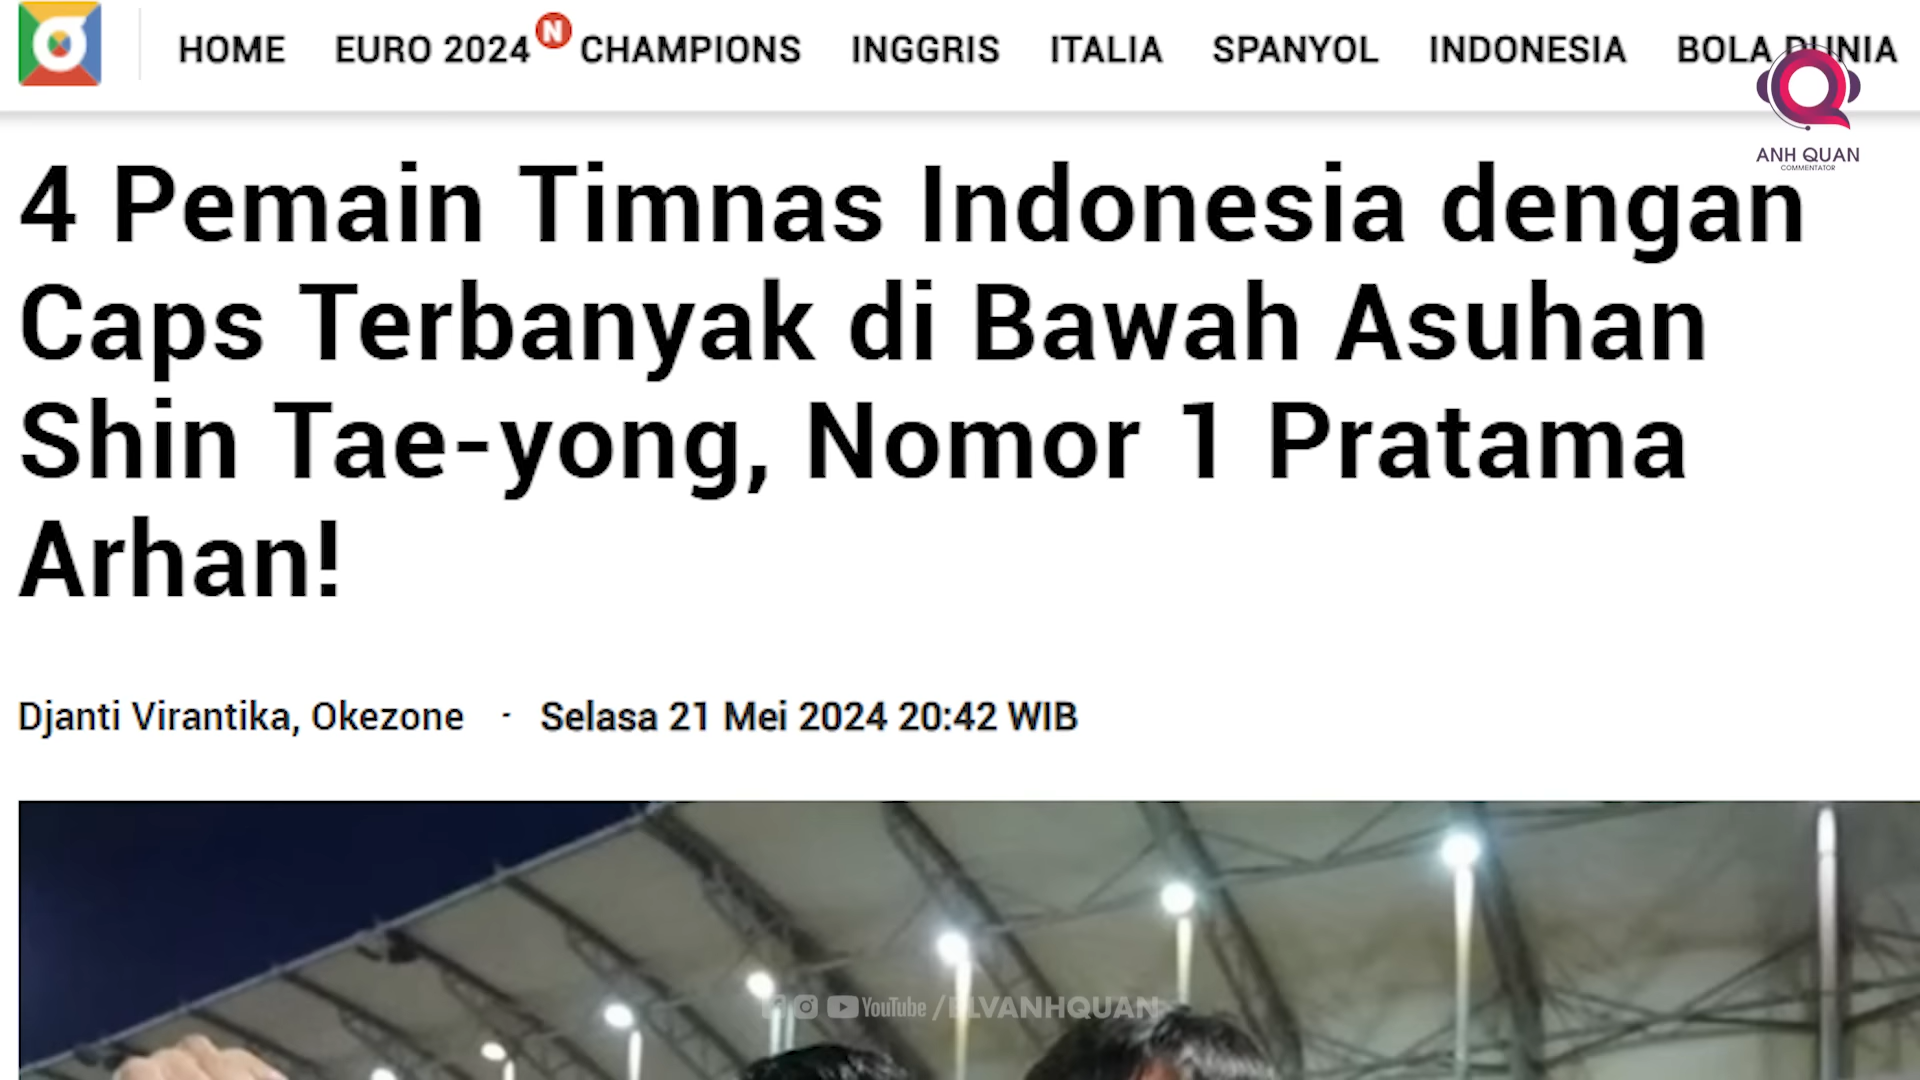 HOME EURO 2024 N CHAMPIONS INGGRIS ITALIA SPANYOL INDONESIA BOLA DUNIA
ANH QUAN
COMMENTATOR
4 Pemain Timnas Indonesia dengan
Caps Terbanyak di Bawah Asuhan
Shin Tae-yong, Nomor 1 Pratama
Arhan!
Djanti Virantika, Okezone - Selasa 21 Mei 2024 20:42 WIB
YouTube /BLVANHQUAN